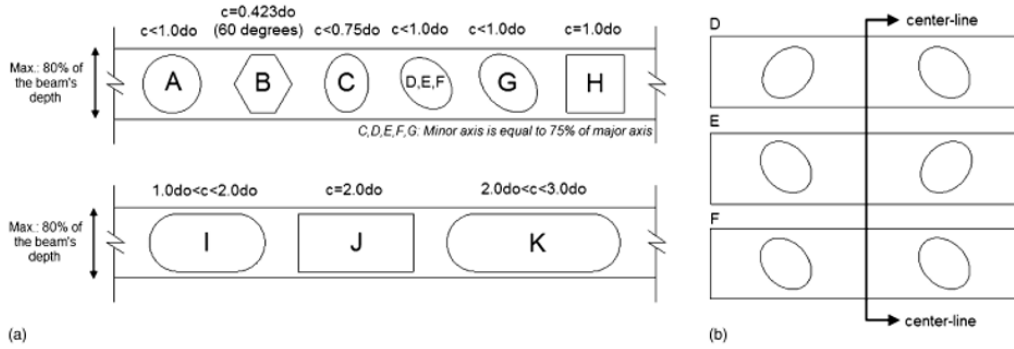 c=0.423do
(60 degrees)
c<1.0do
c<0.75do
c<1.0do
c<1.0do
c=1.0do
Max.: 80% of
the beam's
depth
A
B
C
D,E,F
G
H
C,D,E,F,G: Minor axis is equal to 75% of major axis
1.0do<c<2.0do
c=2.0do
2.0do<c<3.0do
Max.: 80% of
the beam's
depth
I
J
K
(a)
D
center-line
E
F
center-line
(b)